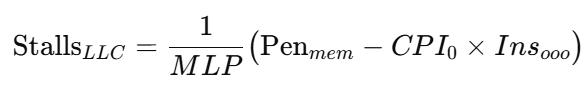 Stalls_{LLC} = \frac{1}{MLP} (Pen_{mem} − CPI_0 × Ins_{ooo})